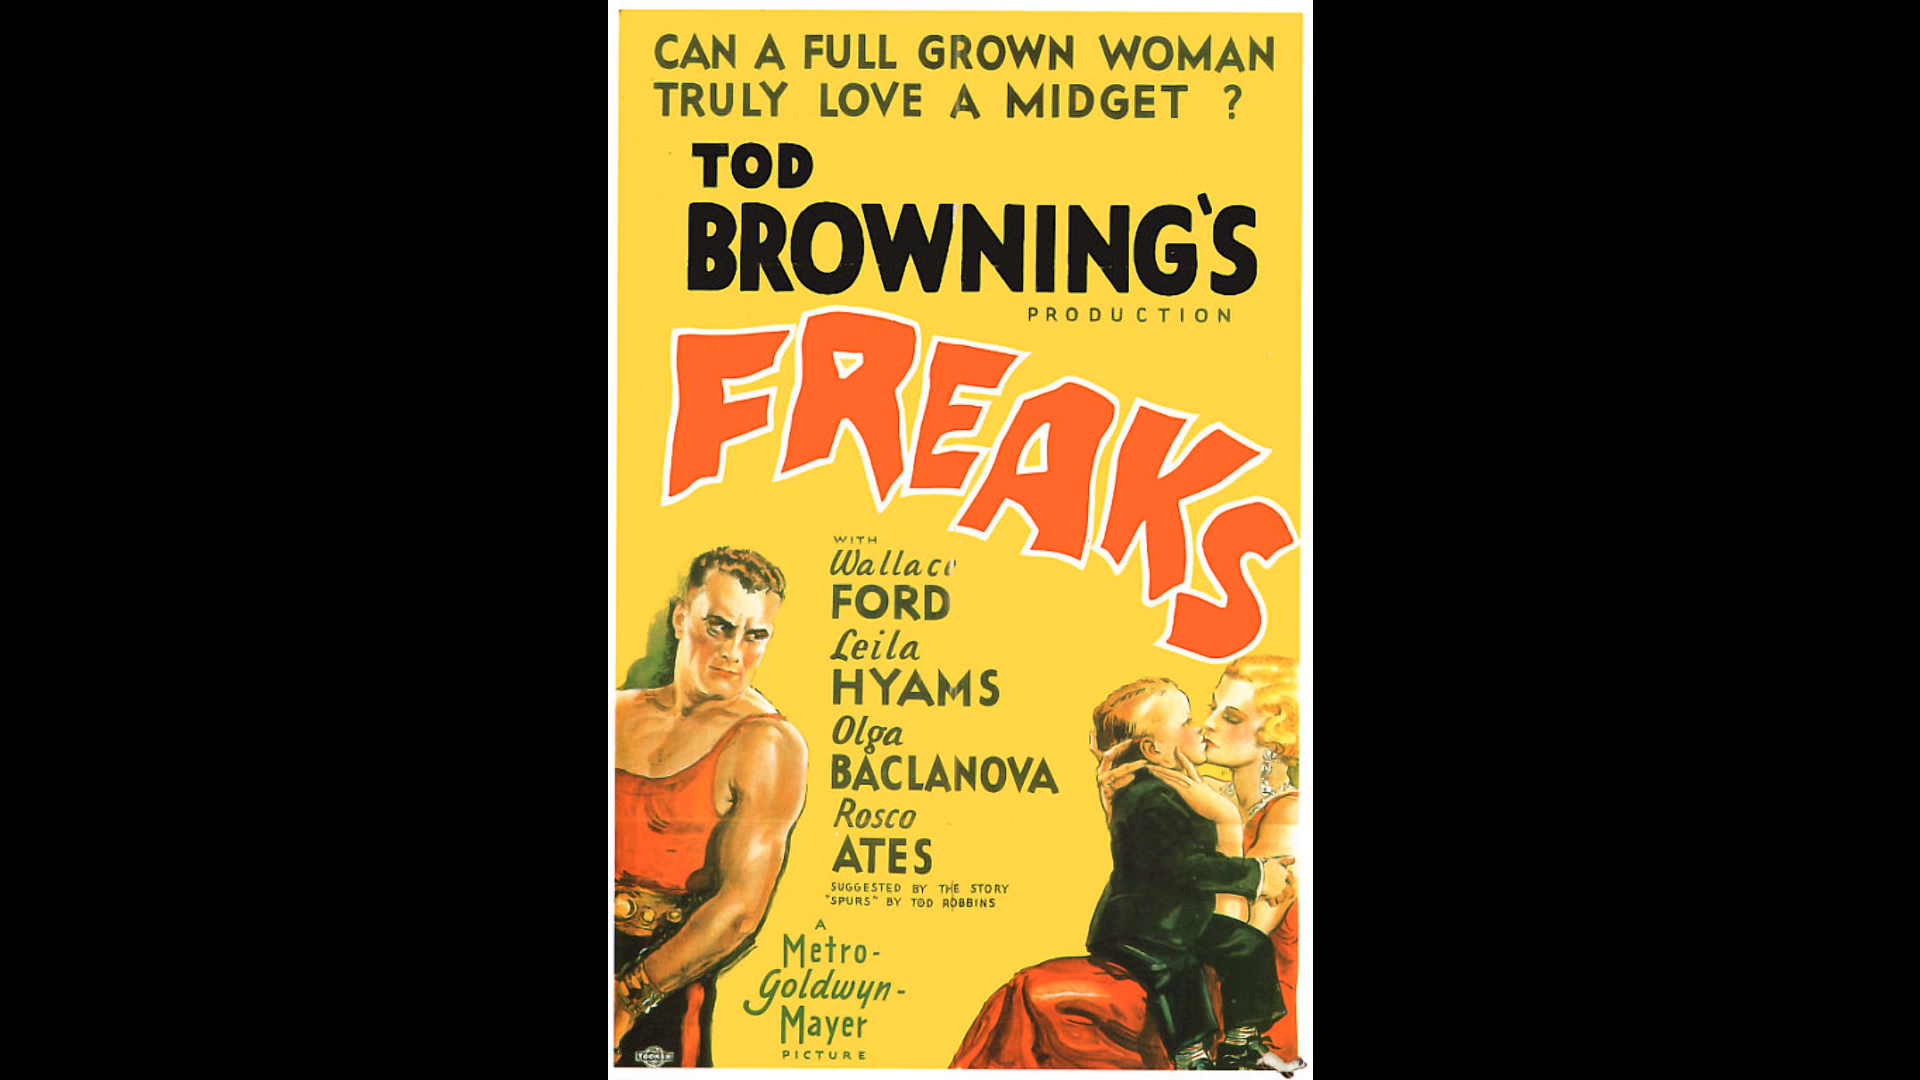 CAN A FULL GROWN WOMAN
TRULY LOVE A MIDGET ?
TOD
BROWNING'S
PRODUCTION
FREAKS
WITH
Wallace
FORD
Leila
HYAMS
Olga
BACLANOVA
Rosco
ATES
SUGGESTED BY THE STORY
"SPURS" BY TOD ROBBINS
A
Metro-
Goldwyn-
Mayer
PICTURE